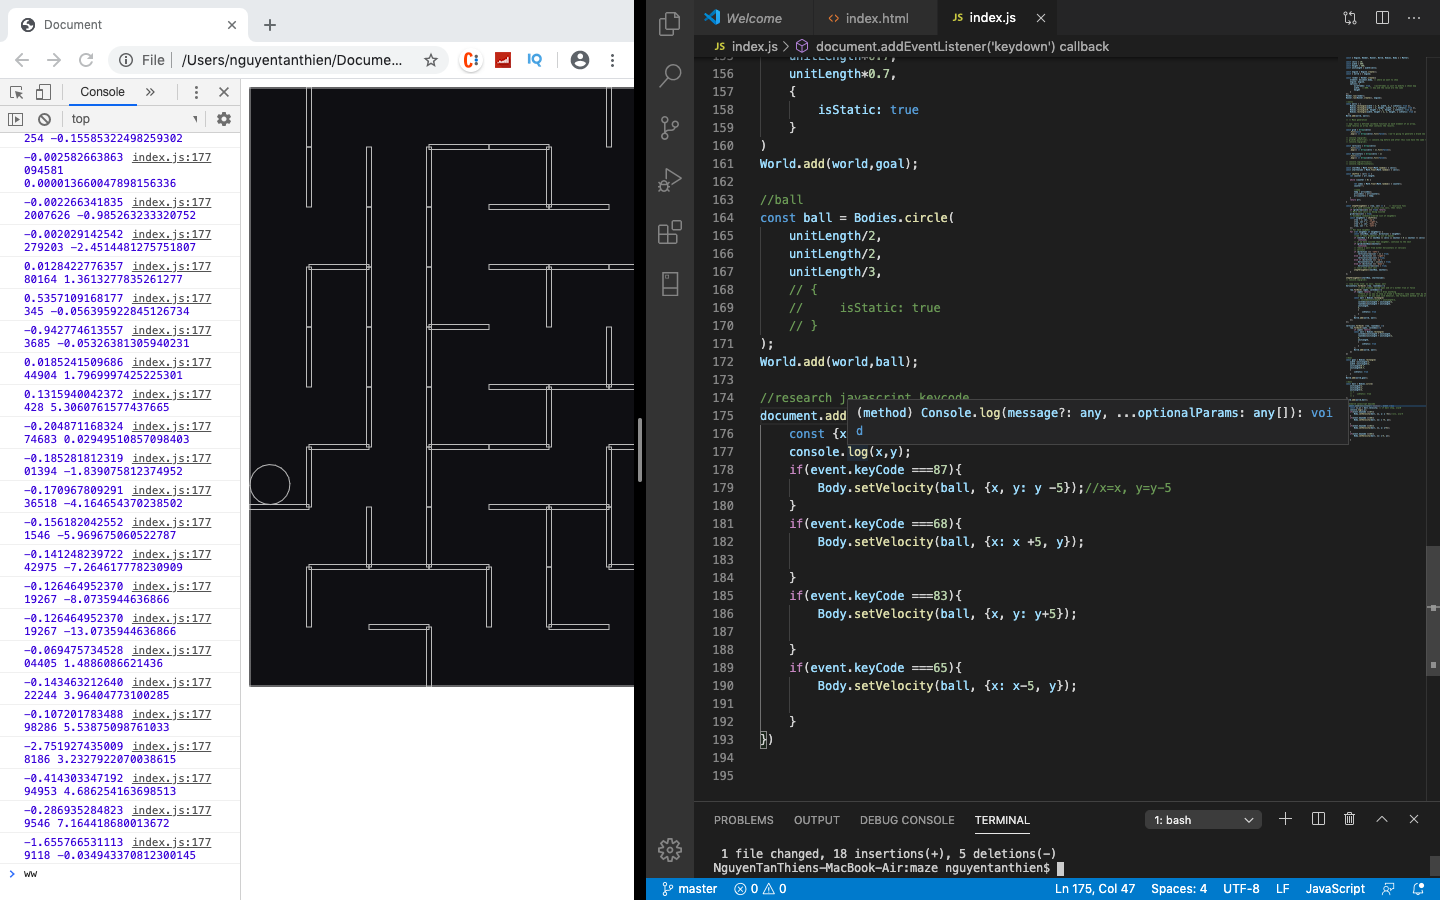 Document
File
/Users/nguyentanthien/Docume...
Console
top
254 -0.15585322498259302
-0.002582663863 index.js:177
094581
0.000013660047898156336
-0.002266341835 index.js:177
2007626 -0.985263233320752
-0.002029142542 index.js:177
279203 -2.4514481275751807
0.0128422776357 index.js:177
80164 1.3613277835261277
0.5357109168177 index.js:177
345 -0.056395922845126734
-0.942774613557 index.js:177
3685 -0.05326381305940231
0.0185241509686 index.js:177
44904 1.7969997425225301
0.1315940042372 index.js:177
428 5.3060761577437665
-0.204871168324 index.js:177
74683 0.02949510857098403
-0.185281812319 index.js:177
01394 -1.839075812374952
-0.170967809291 index.js:177
36518 -4.164654370238502
-0.156182042552 index.js:177
1546 -5.969675060522787
-0.141248239722 index.js:177
42975 -7.264617778230909
-0.126464952370 index.js:177
19267 -8.0735944636866
-0.126464952370 index.js:177
19267 -13.0735944636866
-0.069475734528 index.js:177
04405 1.4886086621436
-0.143463212640 index.js:177
22244 3.96404773100285
-0.107201783488 index.js:177
98286 5.53875098761033
-2.751927435009 index.js:177
8186 3.2327922070038615
-0.414303347192 index.js:177
94953 4.686254163698513
-0.286935284823 index.js:177
9546 7.164418680013672
-1.655766531113 index.js:177
9118 -0.034943370812300145
ww
Welcome
index.html
JS index.js
JS index.js > document.addEventListener('keydown') callback
155 unitLength*0.7,
156 unitLength*0.7,
157 {
158 isStatic: true
159 }
160 )
161 World.add(world,goal);
162
163 //ball
164 const ball = Bodies.circle(
165 unitLength/2,
166 unitLength/2,
167 unitLength/3,
168 // {
169 // isStatic: true
170 // }
171 );
172 World.add(world,ball);
173
174 //research javascript keycode
175 document.add
(method) Console.log(message?: any, ...optionalParams: any[]): voi
d
176 const {x
177 console.log(x,y);
178 if(event.keyCode ===87){
179 Body.setVelocity(ball, {x, y: y -5});//x=x, y=y-5
180 }
181 if(event.keyCode ===68){
182 Body.setVelocity(ball, {x: x +5, y});
183
184 }
185 if(event.keyCode ===83){
186 Body.setVelocity(ball, {x, y: y+5});
187
188 }
189 if(event.keyCode ===65){
190 Body.setVelocity(ball, {x: x-5, y});
191
192 }
193 })
194
195
PROBLEMS OUTPUT DEBUG CONSOLE TERMINAL 1: bash
1 file changed, 18 insertions(+), 5 deletions(-)
NguyenTanThiens-MacBook-Air:maze nguyentanthien$
master 0 0 Ln 175, Col 47 Spaces: 4 UTF-8 LF JavaScript